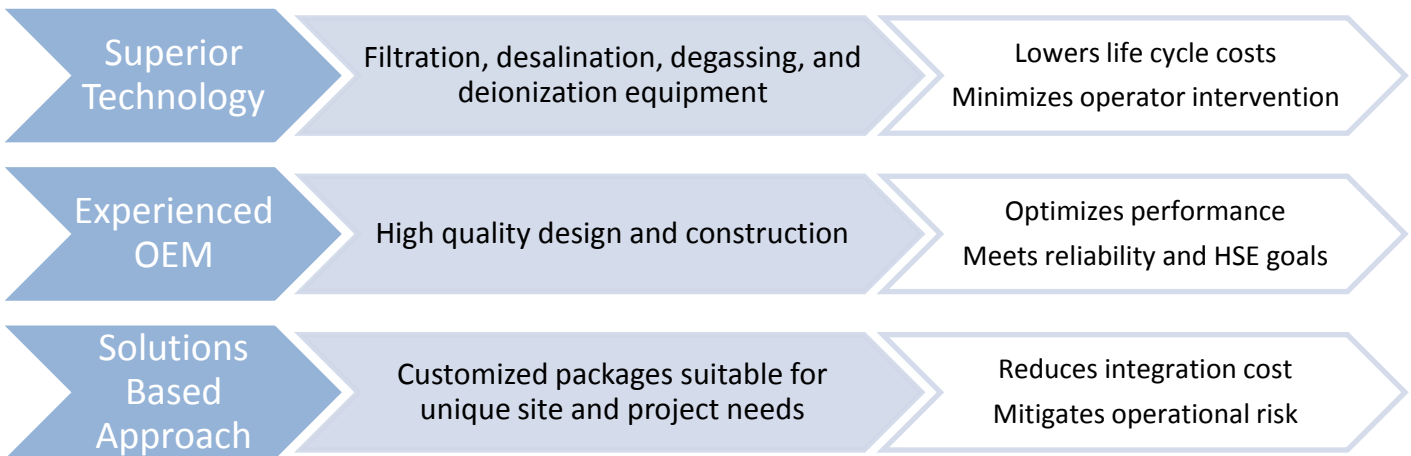 Superior
Technology
Filtration, desalination, degassing, and
deionization equipment
Lowers life cycle costs
Minimizes operator intervention
Experienced
OEM
High quality design and construction
Optimizes performance
Meets reliability and HSE goals
Solutions
Based
Approach
Customized packages suitable for
unique site and project needs
Reduces integration cost
Mitigates operational risk